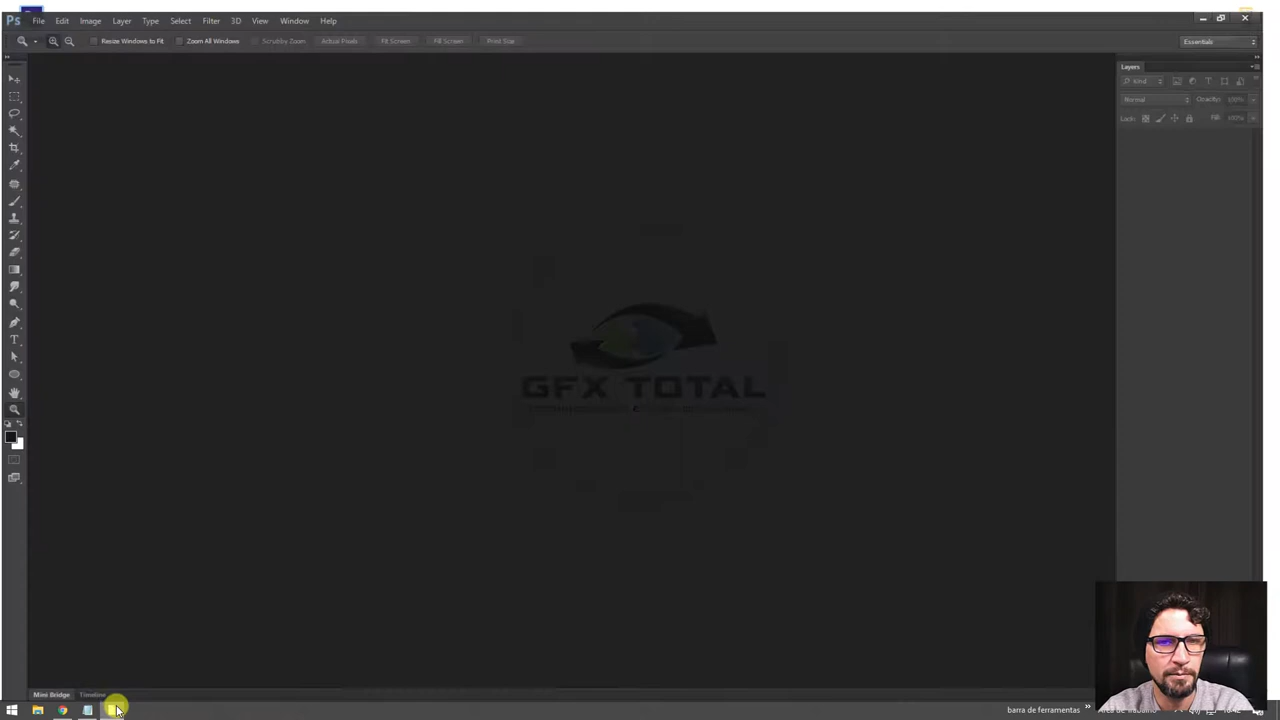 Ps File Edit Image Layer Type Select Filter 3D View Window Help
Resize Windows to Fit Zoom All Windows Scrubby Zoom Actual Pixels Fit Screen Fill Screen Print Size Essentials
Layers
Kind
Normal Opacity: 100%
Lock: Fill: 100%
GFX TOTAL
Mini Bridge Timeline
barra de ferramentas